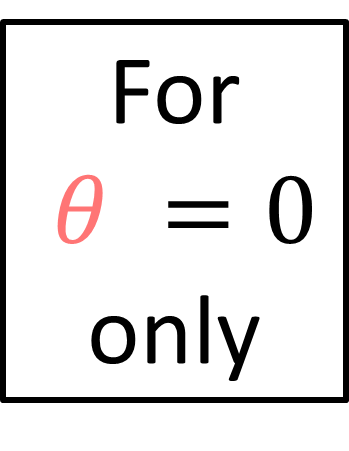 For
θ = 0
only